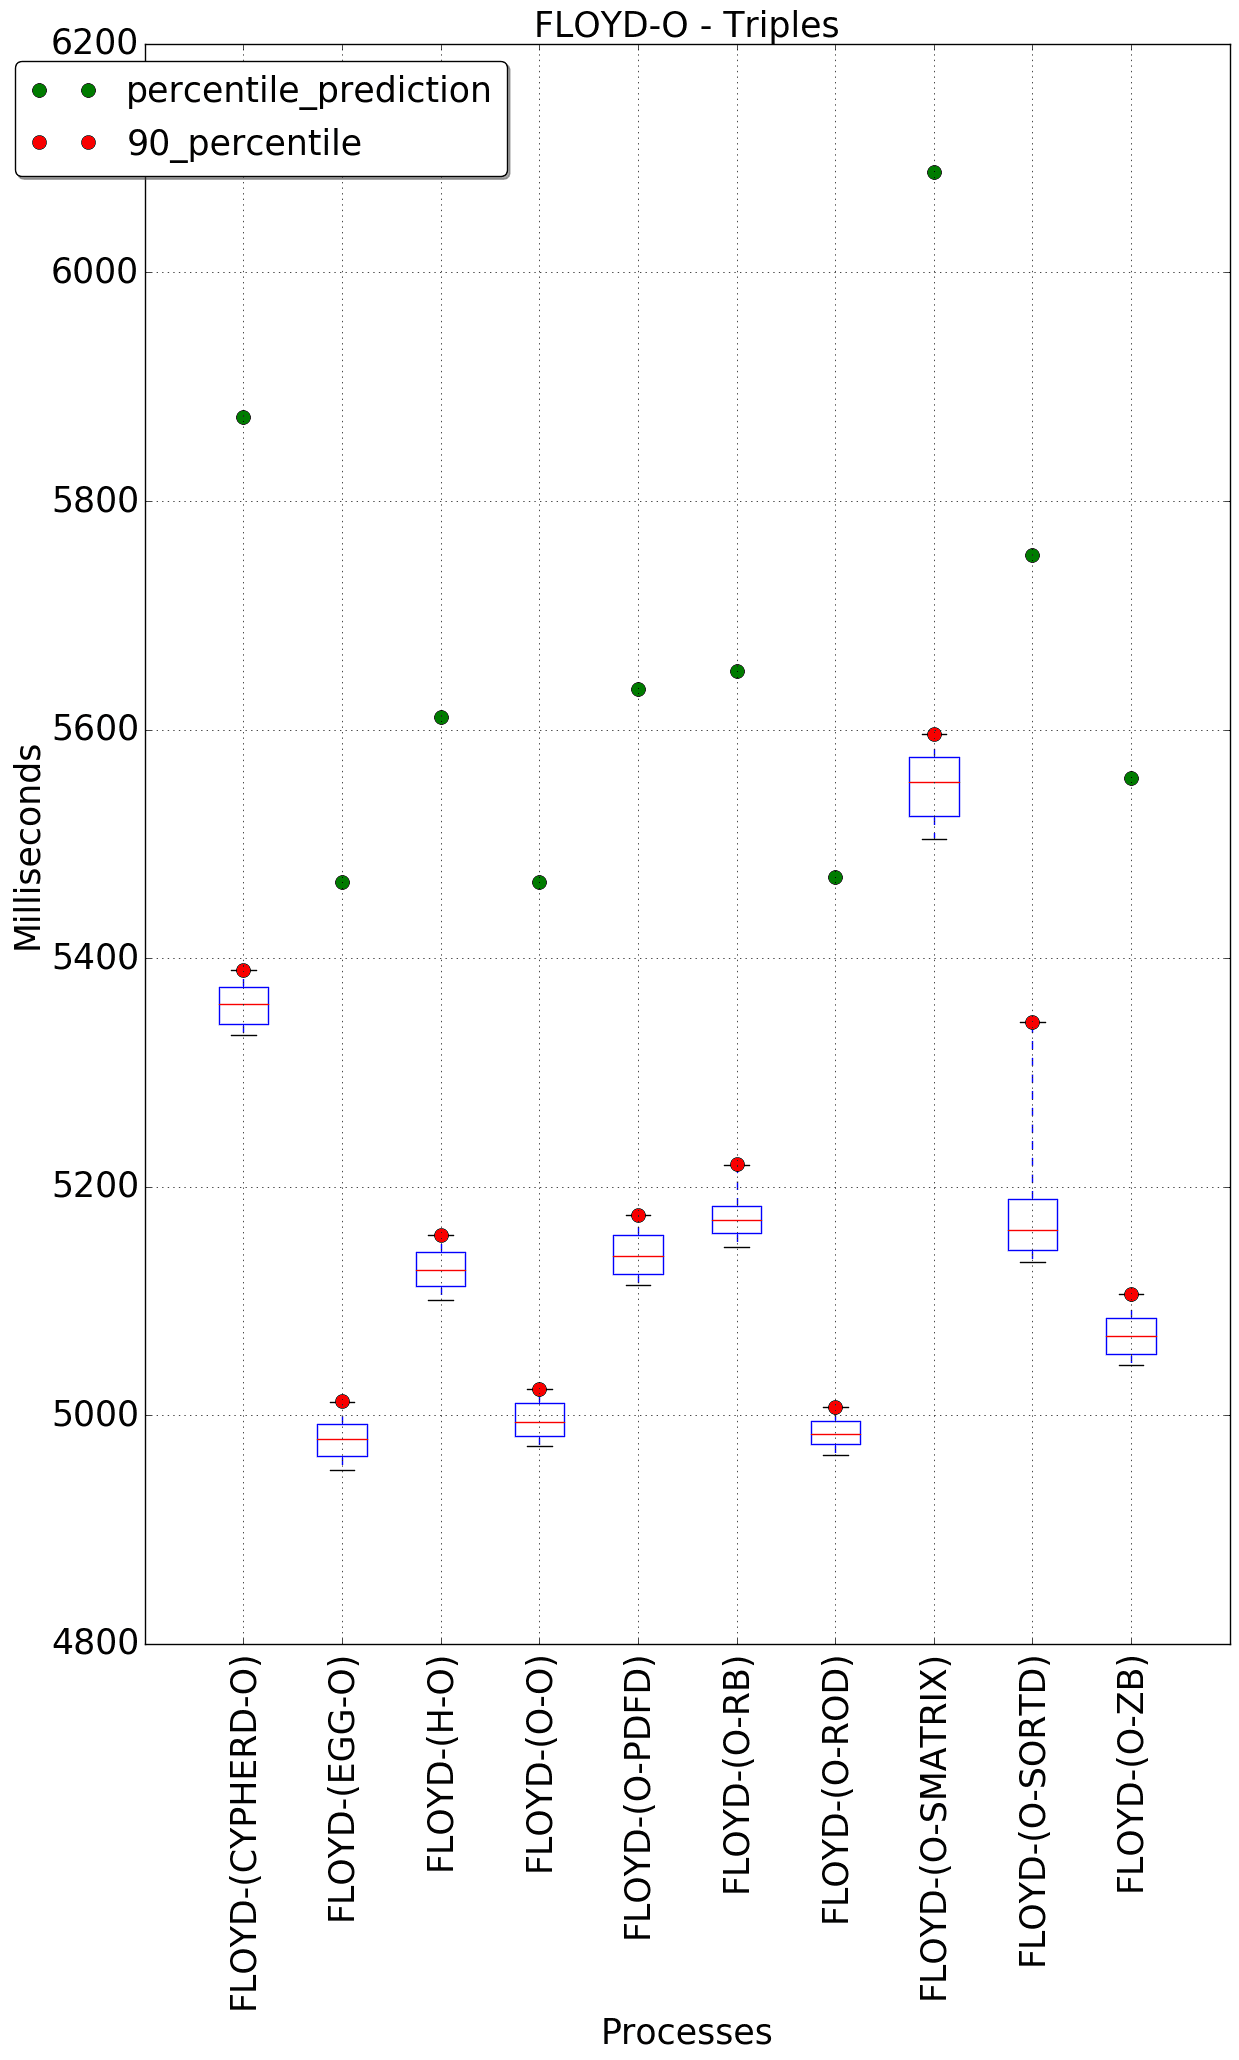 FLOYD-O - Triples
percentile_prediction
90_percentile
6200
6000
5800
5600
5400
5200
5000
4800
Milliseconds
FLOYD-(CYPHERD-O)
FLOYD-(EGG-O)
FLOYD-(H-O)
FLOYD-(O-O)
FLOYD-(O-PDFD)
FLOYD-(O-RB)
FLOYD-(O-ROD)
FLOYD-(O-SMATRIX)
FLOYD-(O-SORTD)
FLOYD-(O-ZB)
Processes